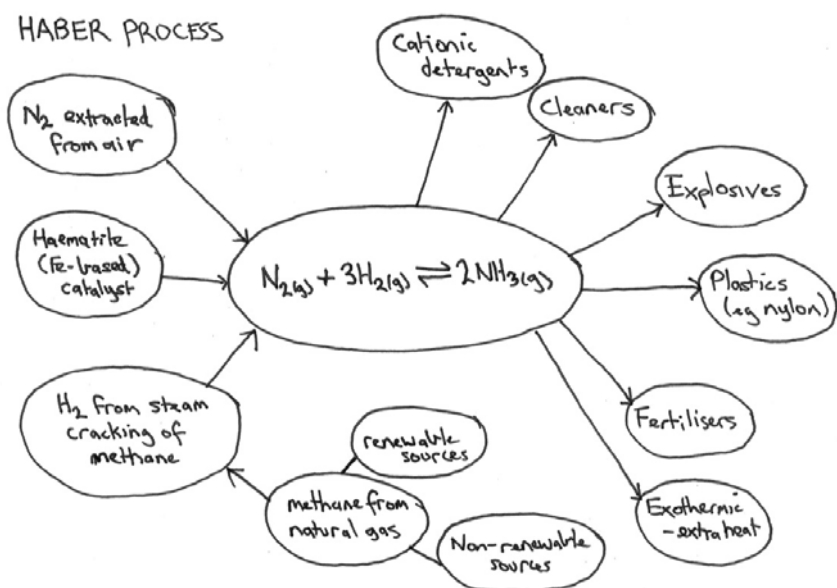 HABER PROCESS
Cationic
detergents
Cleaners
N₂ extracted
from air
Explosives
Haematite
(Fe-based)
catalyst
N₂(g) + 3H₂(g) ⇌ 2NH₃(g)
Plastics
(eg nylon)
H₂ from steam
cracking of
methane
renewable
sources
Fertilisers
methane from
natural gas
Exothermic
-extra heat
Non-renewable
sources